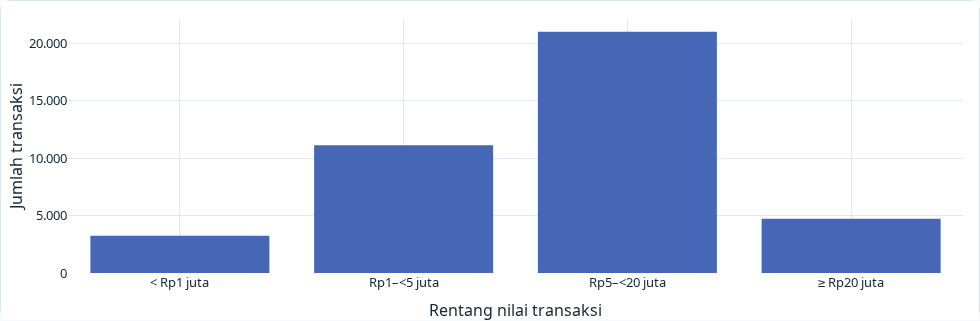 Jumlah transaksi
20.000
15.000
10.000
5.000
0
< Rp1 juta
Rp1–<5 juta
Rp5–<20 juta
≥ Rp20 juta
Rentang nilai transaksi